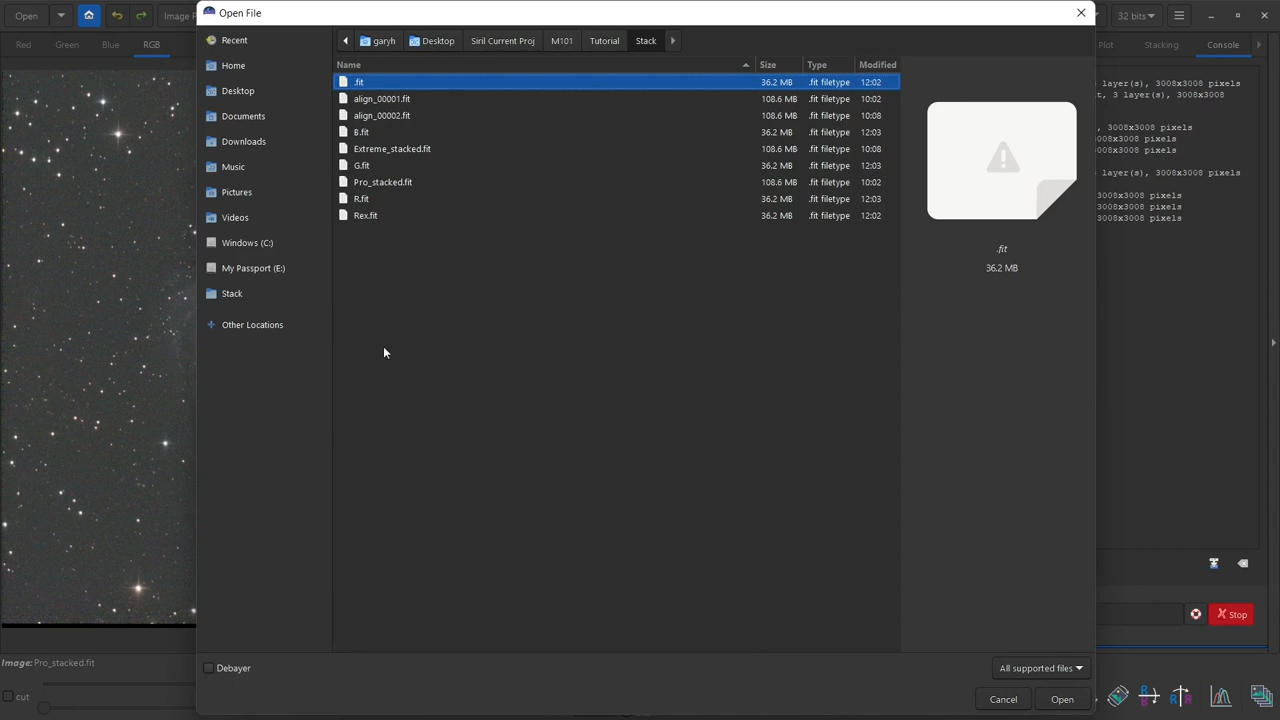 Open File
Open
Image P
32 bits
Red
Green
Blue
RGB
Plot
Stacking
Console
Recent
Home
Desktop
Documents
Downloads
Music
Pictures
Videos
Windows (C:)
My Passport (E:)
Stack
Other Locations
garyh
Desktop
Siril Current Proj
M101
Tutorial
Stack
Name Size Type Modified
.fit 36.2 MB .fit filetype 12:02
align_00001.fit 108.6 MB .fit filetype 10:02
align_00002.fit 108.6 MB .fit filetype 10:08
B.fit 36.2 MB .fit filetype 12:03
Extreme_stacked.fit 108.6 MB .fit filetype 10:08
G.fit 36.2 MB .fit filetype 12:03
Pro_stacked.fit 108.6 MB .fit filetype 10:02
R.fit 36.2 MB .fit filetype 12:03
Rex.fit 36.2 MB .fit filetype 12:02
.fit
36.2 MB
layer(s), 3008x3008 pixels
t, 3 layer(s), 3008x3008
, 3008x3008 pixels
3008x3008 pixels
3008x3008 pixels
layer(s), 3008x3008 pixels
3008x3008 pixels
3008x3008 pixels
3008x3008 pixels
Stop
Image: Pro_stacked.fit
cut
Debayer
All supported files
Cancel
Open